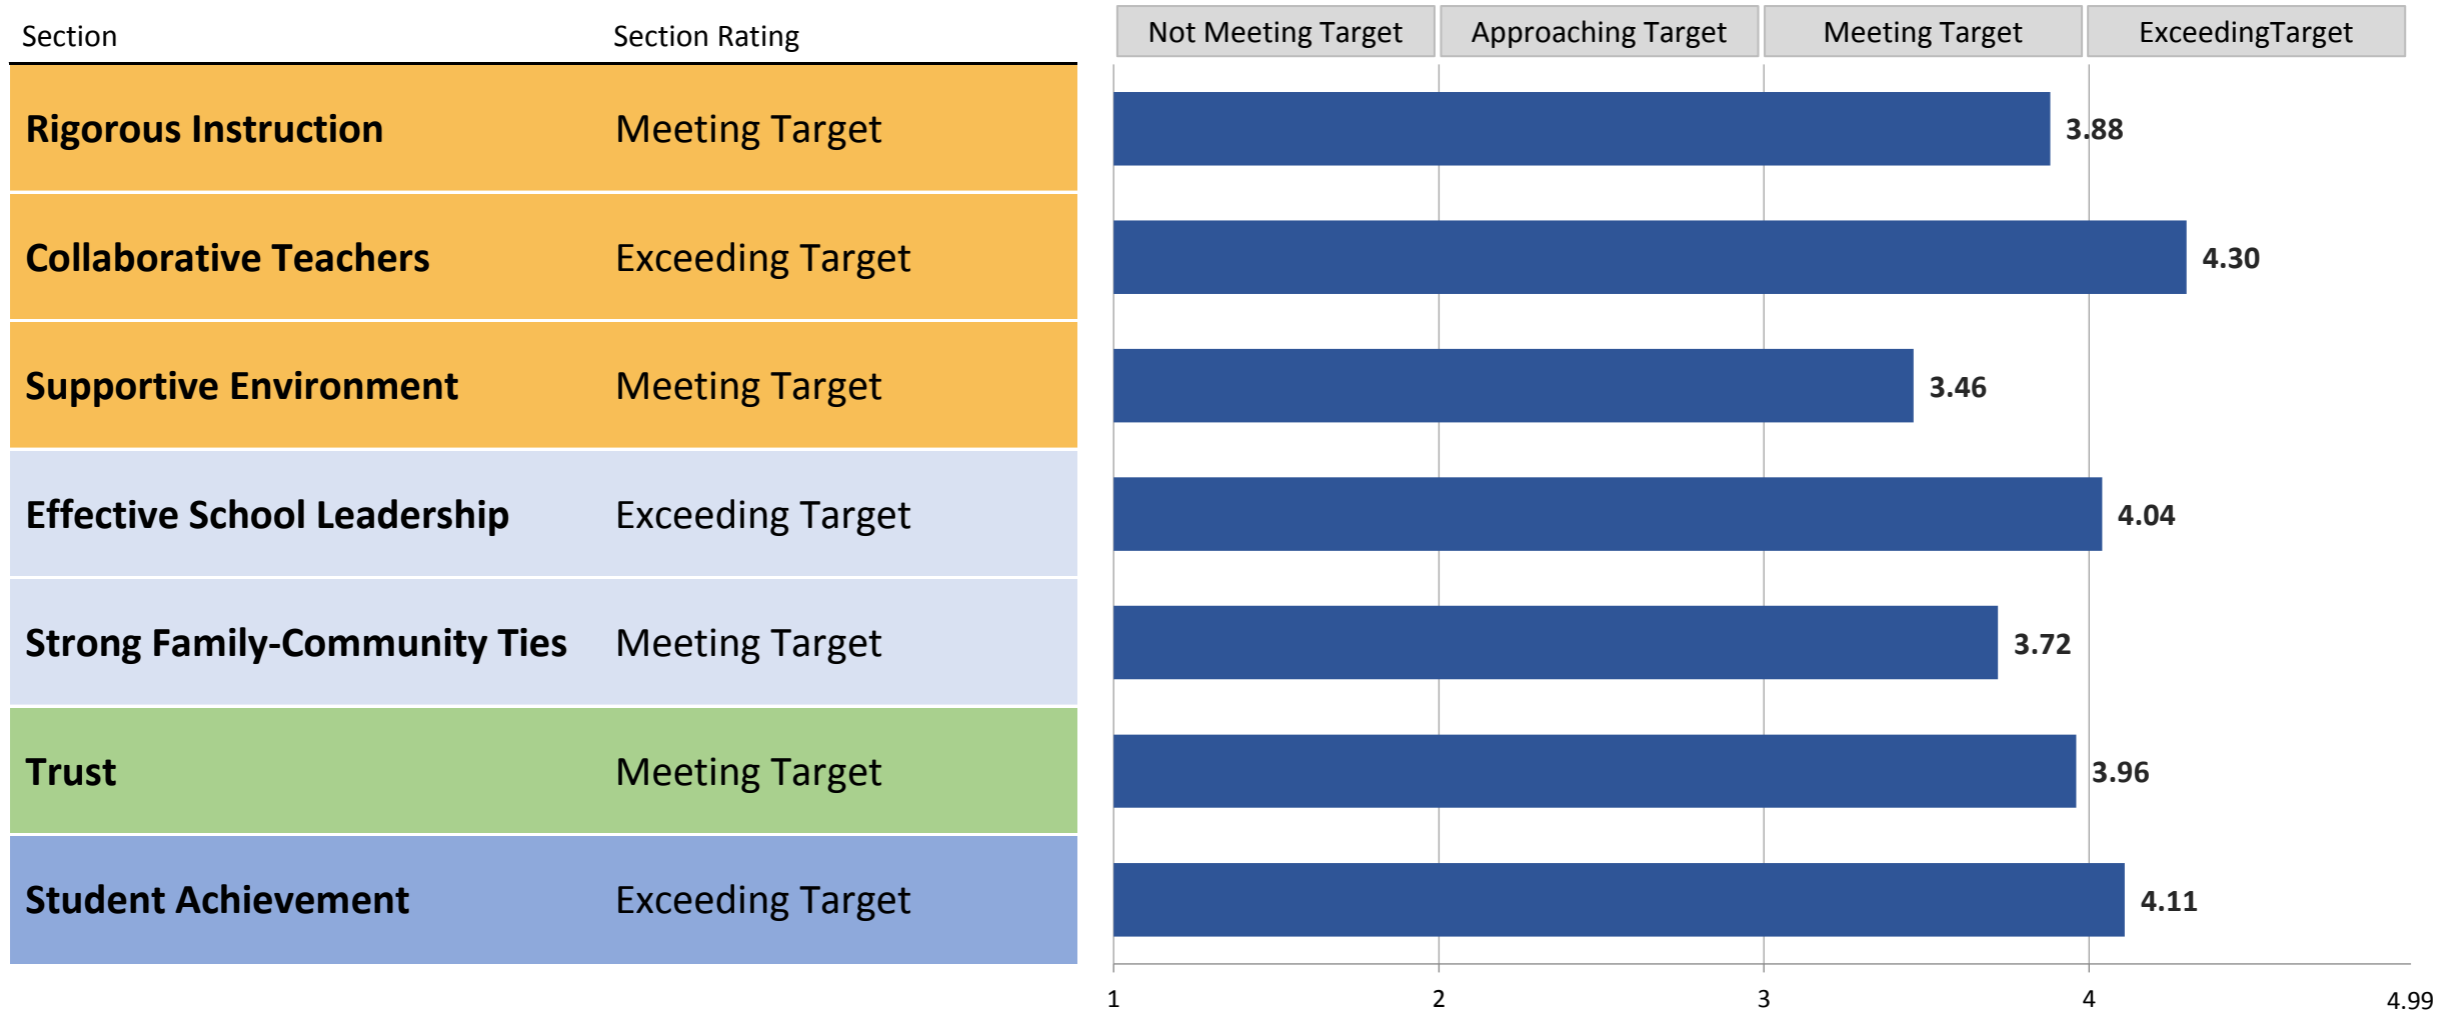 Section Section Rating Not Meeting Target Approaching Target Meeting Target ExceedingTarget
Rigorous Instruction Meeting Target 3.88
Collaborative Teachers Exceeding Target 4.30
Supportive Environment Meeting Target 3.46
Effective School Leadership Exceeding Target 4.04
Strong Family-Community Ties Meeting Target 3.72
Trust Meeting Target 3.96
Student Achievement Exceeding Target 4.11
1 2 3 4 4.99